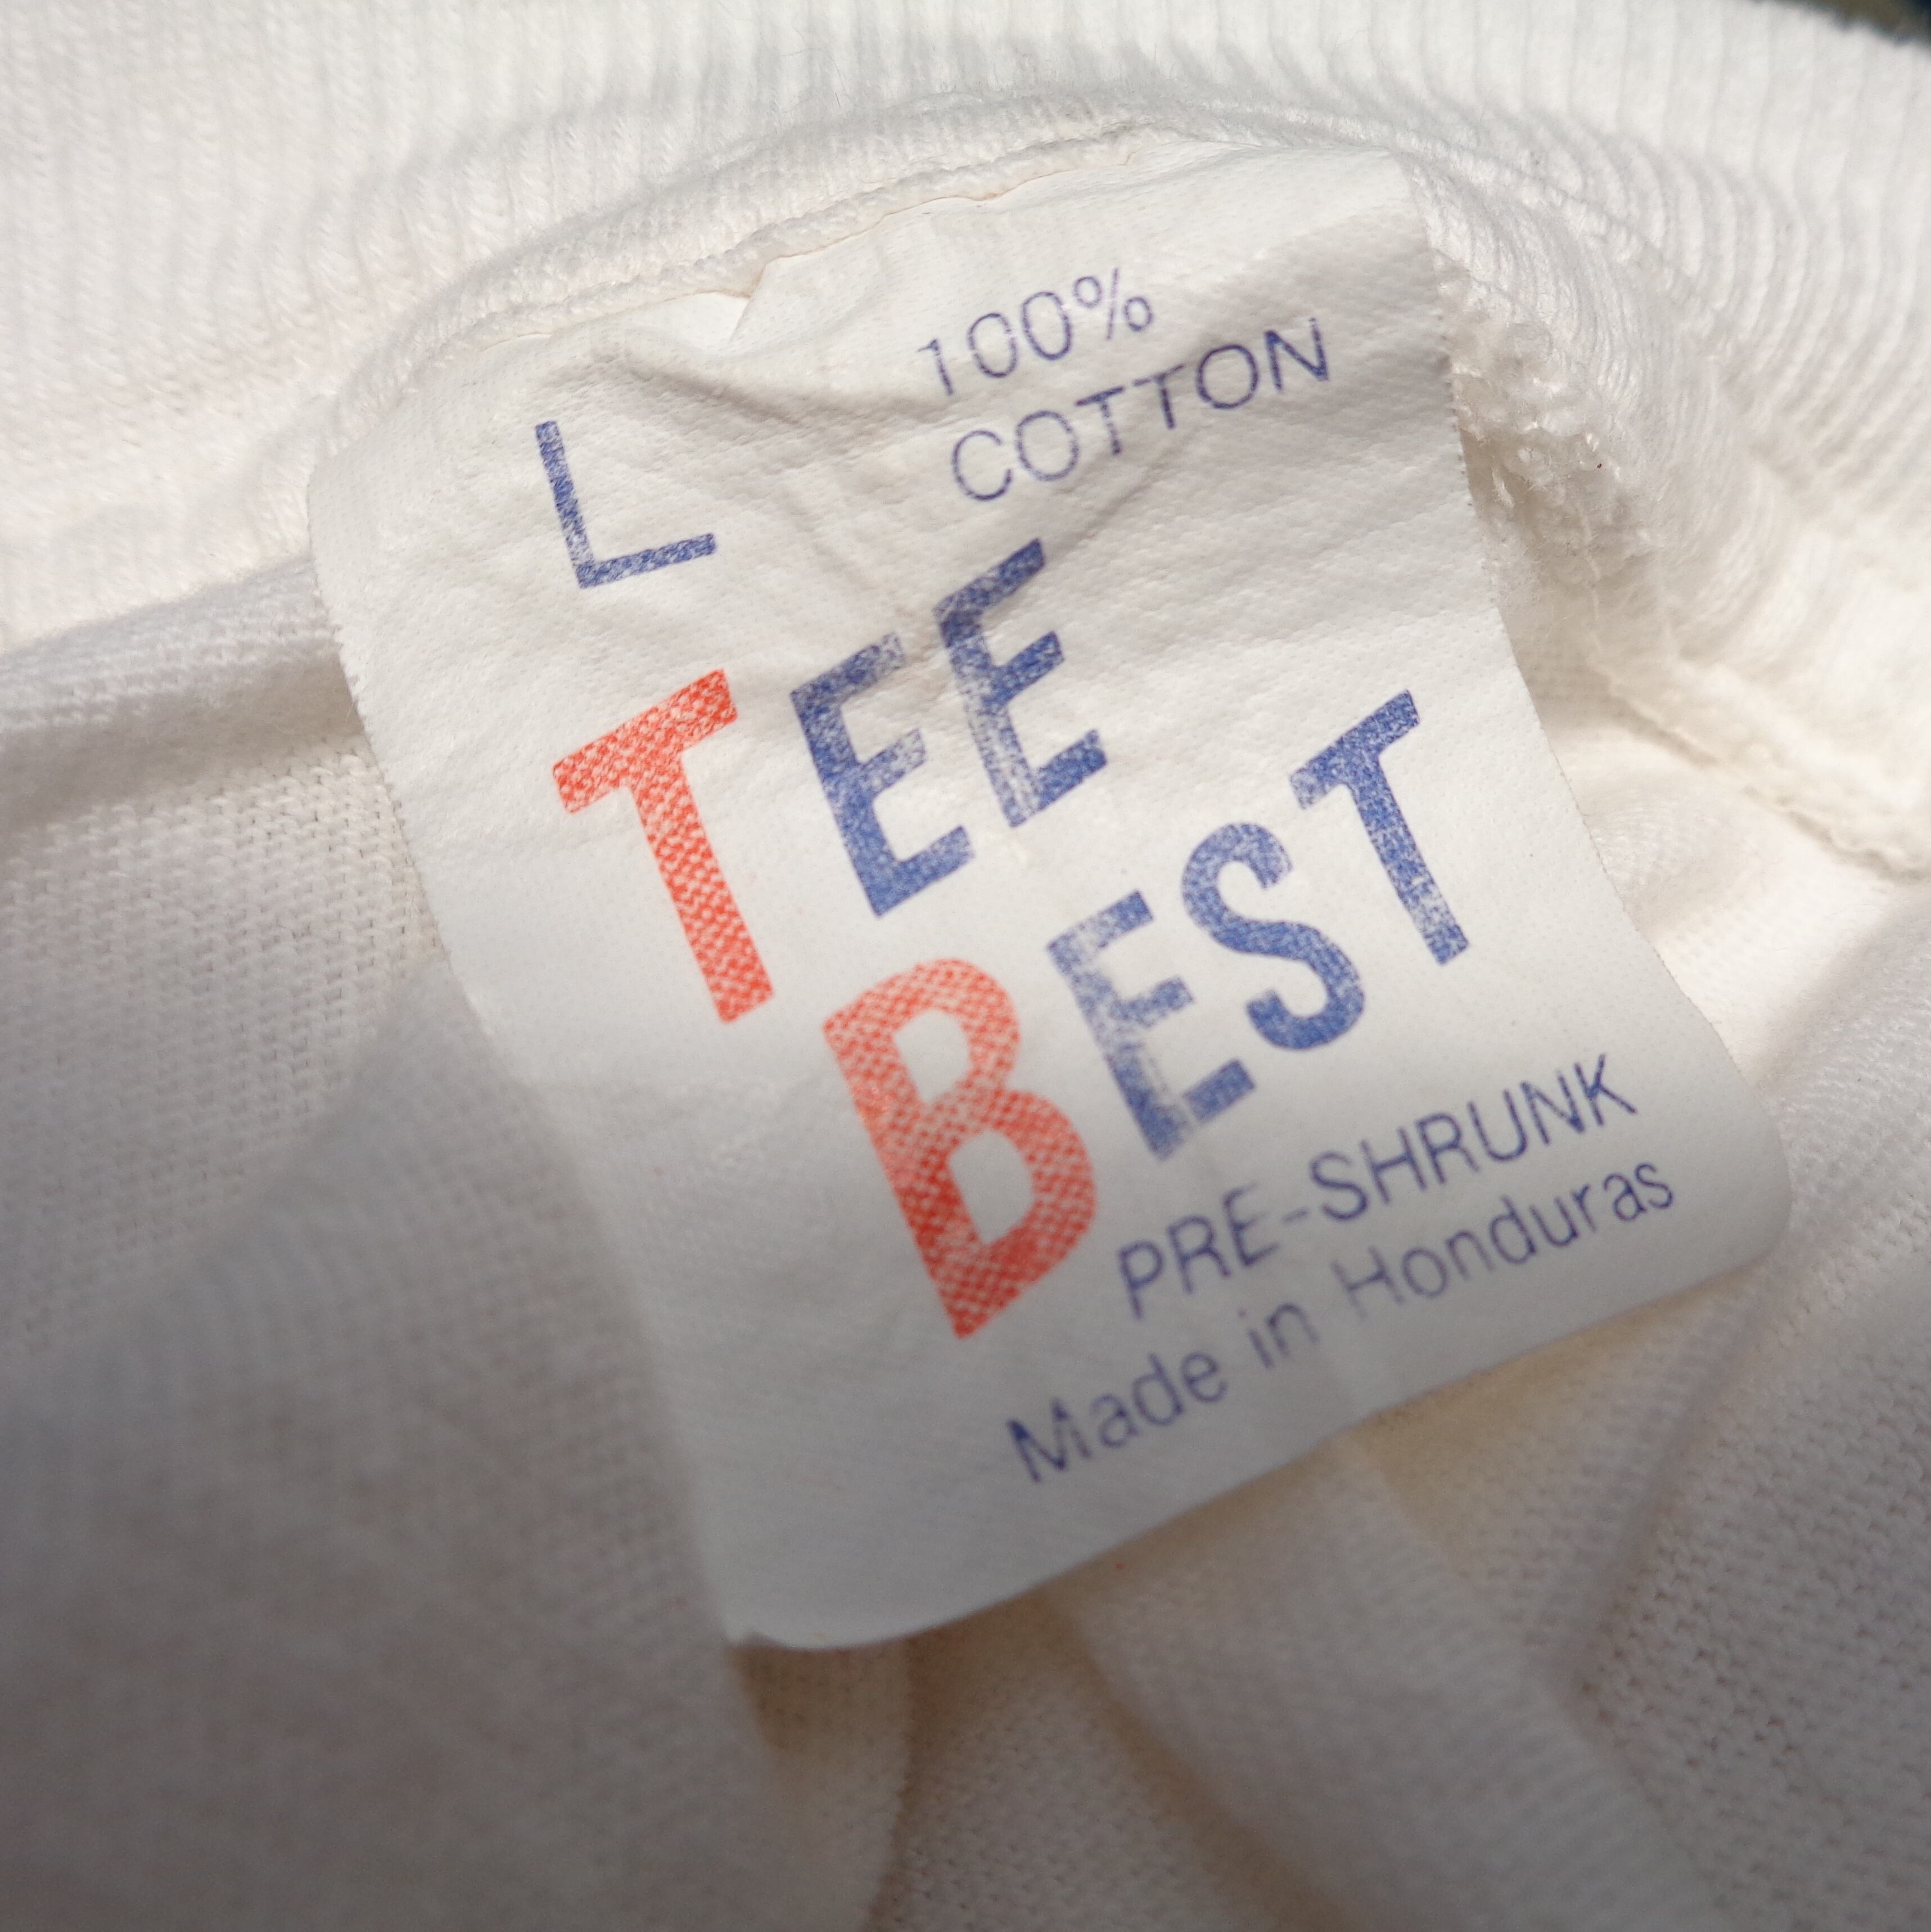 L
100%
COTTON
TEE
BEST
PRE-SHRUNK
Made in Honduras